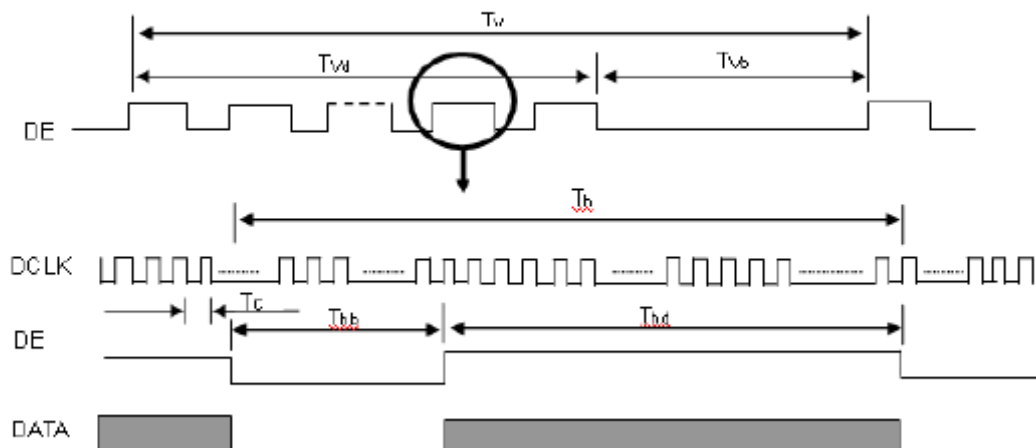 Tv
Tvd
Tvb
DE
Th
DCLK
Tc
Thb
Thd
DE
DATA